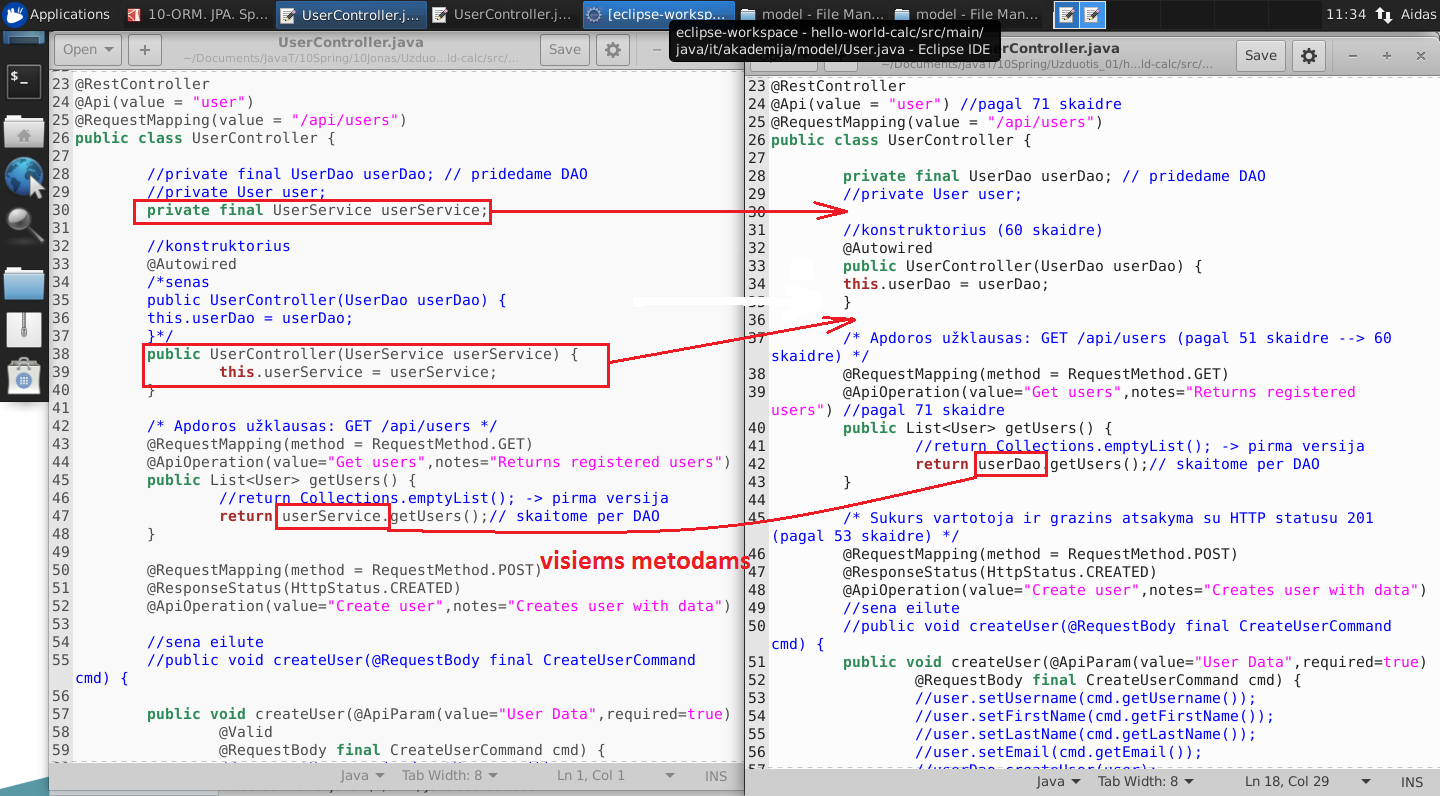 Applications
10-ORM. JPA. Sp...
UserController.j...
UserController.j...
[eclipse-worksp...
model - File Man...
model - File Man...
11:34
Aidas
eclipse-workspace - hello-world-calc/src/main/
java/it/akademija/model/User.java - Eclipse IDE
Open
UserController.java
~/Documents/JavaT/10Spring/10Jonas/Uzduo...ld-calc/src/...
Save
23 @RestController
24 @Api(value = "user")
25 @RequestMapping(value = "/api/users")
26 public class UserController {
27
28 //private final UserDao userDao; // pridedame DAO
29 //private User user;
30 private final UserService userService;
31
32 //konstruktorius
33 @Autowired
34 /*senas
35 public UserController(UserDao userDao) {
36 this.userDao = userDao;
37 }*/
38 public UserController(UserService userService) {
39 this.userService = userService;
40 }
41
42 /* Apdoros užklausas: GET /api/users */
43 @RequestMapping(method = RequestMethod.GET)
44 @ApiOperation(value="Get users",notes="Returns registered users")
45 public List<User> getUsers() {
46 //return Collections.emptyList(); -> pirma versija
47 return userService.getUsers();// skaitome per DAO
48 }
49
50 @RequestMapping(method = RequestMethod.POST)
51 @ResponseStatus(HttpStatus.CREATED)
52 @ApiOperation(value="Create user",notes="Creates user with data")
53
54 //sena eilute
55 //public void createUser(@RequestBody final CreateUserCommand
cmd) {
56
57 public void createUser(@ApiParam(value="User Data",required=true)
58 @Valid
59 @RequestBody final CreateUserCommand cmd) {
Java
Tab Width: 8
Ln 1, Col 1
INS
visiems metodams
erController.java
~/Documents/JavaT/10Spring/Uzduotis_01/h...ld-calc/src/...
Save
23 @RestController
24 @Api(value = "user") //pagal 71 skaidre
25 @RequestMapping(value = "/api/users")
26 public class UserController {
27
28 private final UserDao userDao; // pridedame DAO
29 //private User user;
30
31 //konstruktorius (60 skaidre)
32 @Autowired
33 public UserController(UserDao userDao) {
34 this.userDao = userDao;
35 }
36
37 /* Apdoros užklausas: GET /api/users (pagal 51 skaidre --> 60
skaidre) */
38 @RequestMapping(method = RequestMethod.GET)
39 @ApiOperation(value="Get users",notes="Returns registered
users") //pagal 71 skaidre
40 public List<User> getUsers() {
41 //return Collections.emptyList(); -> pirma versija
42 return userDao.getUsers();// skaitome per DAO
43 }
44
45 /* Sukurs vartotoja ir grazins atsakyma su HTTP statusu 201
(pagal 53 skaidre) */
46 @RequestMapping(method = RequestMethod.POST)
47 @ResponseStatus(HttpStatus.CREATED)
48 @ApiOperation(value="Create user",notes="Creates user with data")
49 //sena eilute
50 //public void createUser(@RequestBody final CreateUserCommand
cmd) {
51 public void createUser(@ApiParam(value="User Data",required=true)
52 @RequestBody final CreateUserCommand cmd) {
53 //user.setUsername(cmd.getUsername());
54 //user.setFirstName(cmd.getFirstName());
55 //user.setLastName(cmd.getLastName());
56 //user.setEmail(cmd.getEmail());
57 //userDao.createUser(user);
Java
Tab Width: 8
Ln 18, Col 29
INS